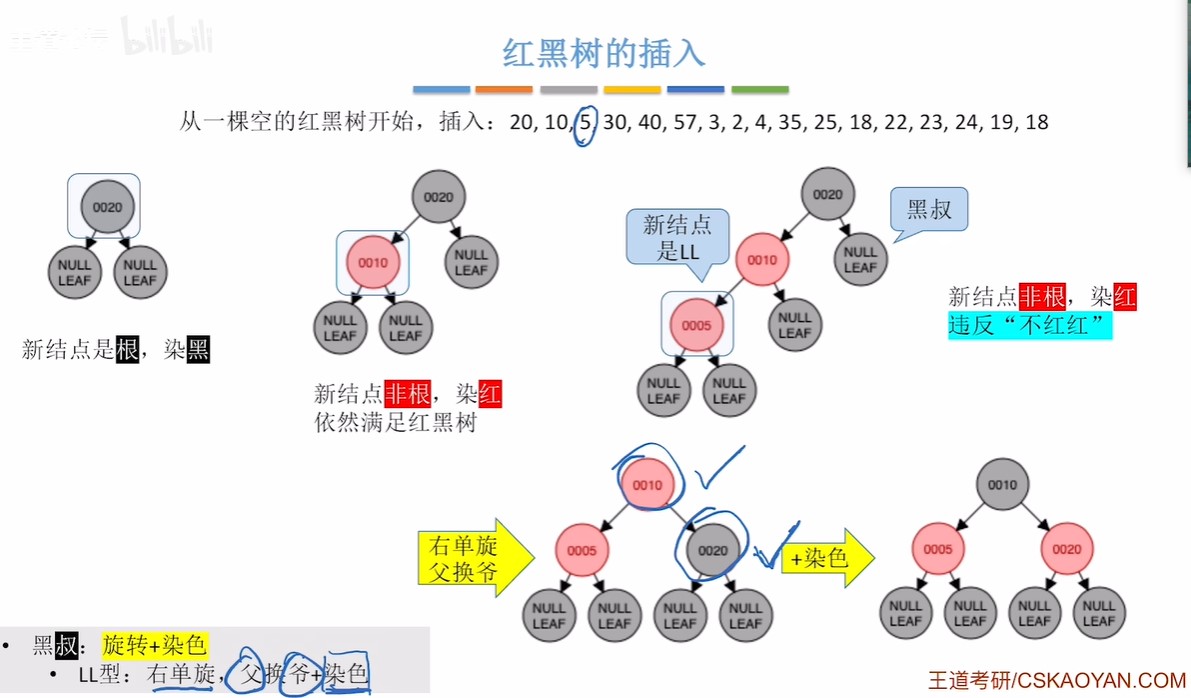 bilibili
红黑树的插入
从一棵空的红黑树开始，插入：20, 10, 5, 30, 40, 57, 3, 2, 4, 35, 25, 18, 22, 23, 24, 19, 18
0020
NULL
LEAF
NULL
LEAF
新结点是根，染黑
0020
0010
NULL
LEAF
NULL
LEAF
NULL
LEAF
新结点非根，染红
依然满足红黑树
0020
黑叔
新结点
是LL
0010
NULL
LEAF
0005
NULL
LEAF
NULL
LEAF
NULL
LEAF
新结点非根，染红
违反“不红红”
右单旋
父换爷
0010
0005
0020
NULL
LEAF
NULL
LEAF
NULL
LEAF
NULL
LEAF
+染色
0010
0005
0020
NULL
LEAF
NULL
LEAF
NULL
LEAF
NULL
LEAF
• 黑叔：旋转+染色
• LL型：右单旋，父换爷+染色
王道考研/CSKAOYAN.COM